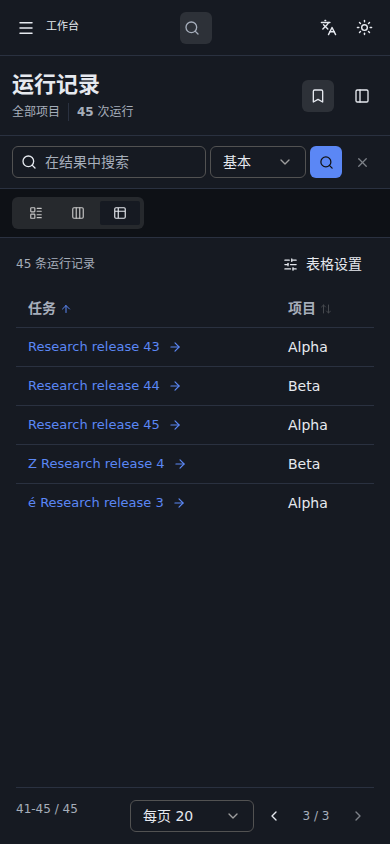 工作台
运行记录
全部项目 45 次运行
在结果中搜索 基本
45 条运行记录 表格设置
任务 项目
Research release 43 Alpha
Research release 44 Beta
Research release 45 Alpha
Z Research release 4 Beta
é Research release 3 Alpha
41-45 / 45 每页 20 3 / 3